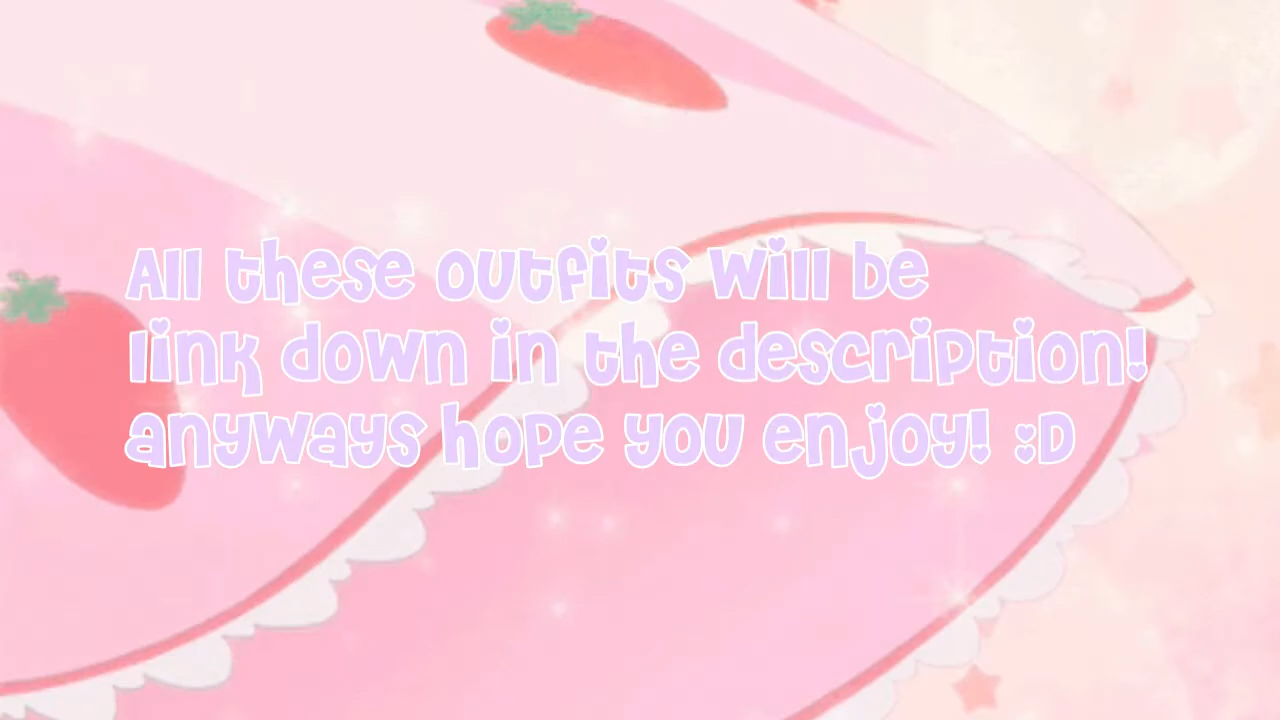 All these outfits will be
link down in the description!
anyways hope you enjoy! :D